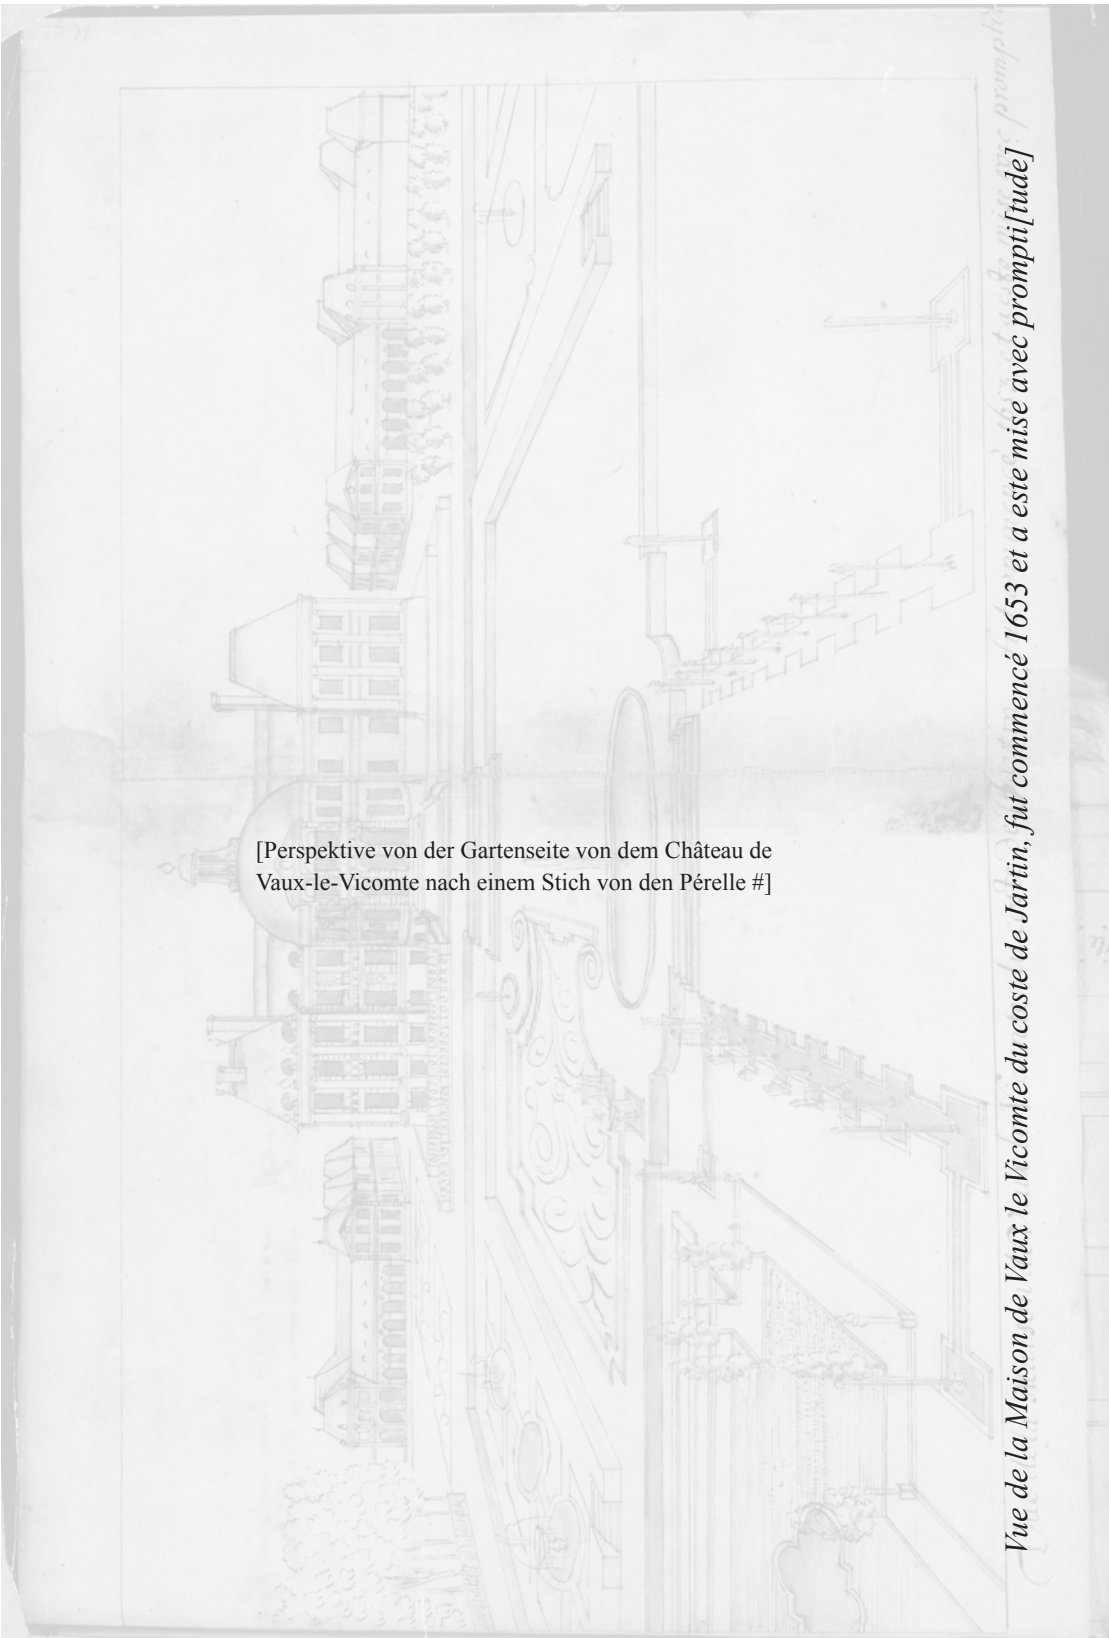 [Perspektive von der Gartenseite von dem Château de
Vaux-le-Vicomte nach einem Stich von den Pérelle #]
Vue de la Maison de Vaux le Vicomte du coste de Jartin, fut commencé 1653 et a este mise avec prompti[tude]